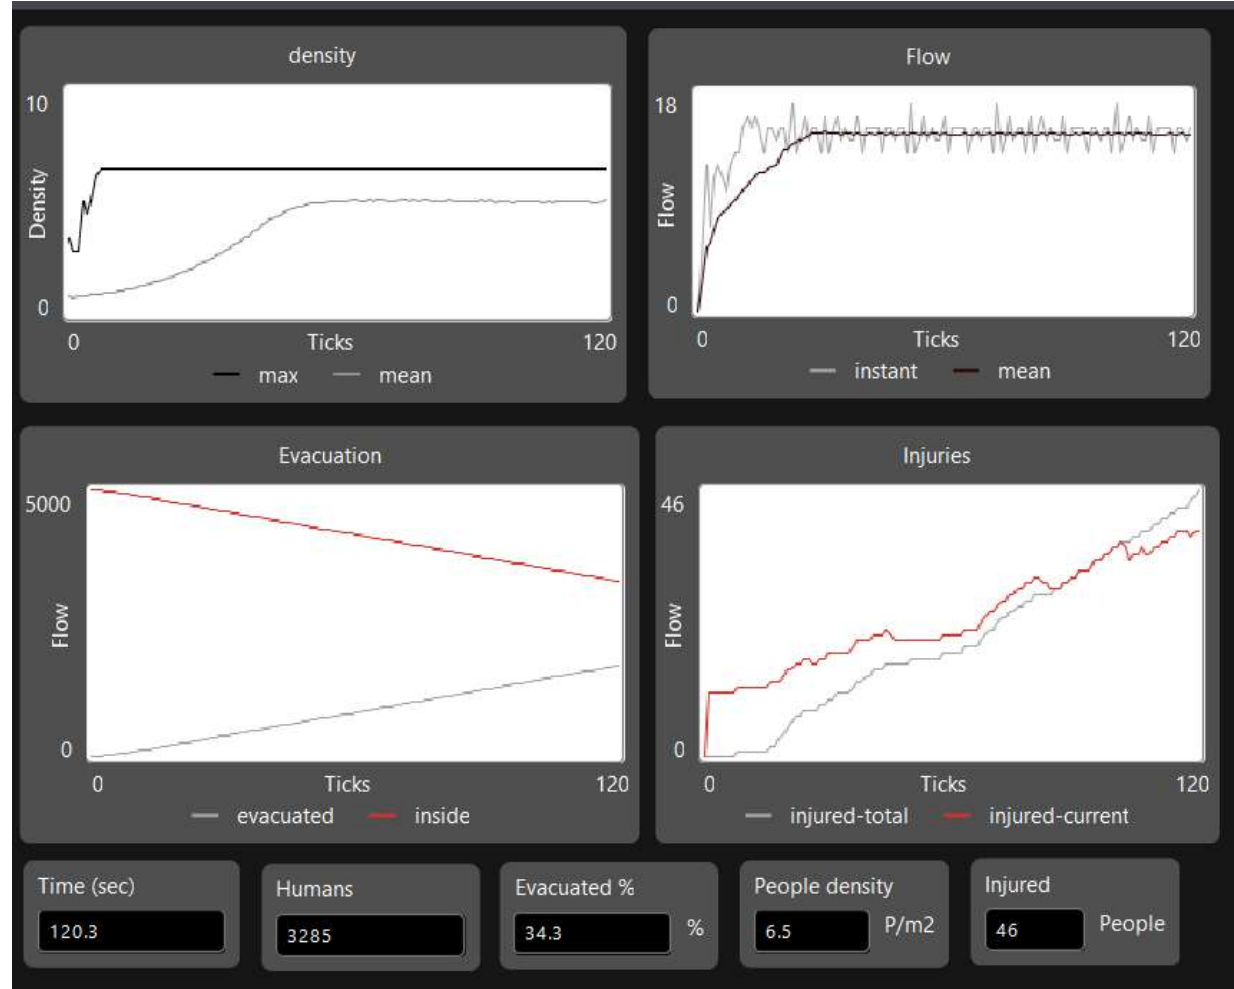 density
10
Density
0
0 Ticks 120
max mean
Flow
18
Flow
0
0 Ticks 120
instant mean
Evacuation
5000
Flow
0
0 Ticks 120
evacuated inside
Injuries
46
Flow
0
0 Ticks 120
injured-total injured-current
Time (sec)
120.3
Humans
3285
Evacuated %
34.3 %
People density
6.5 P/m2
Injured
46 People